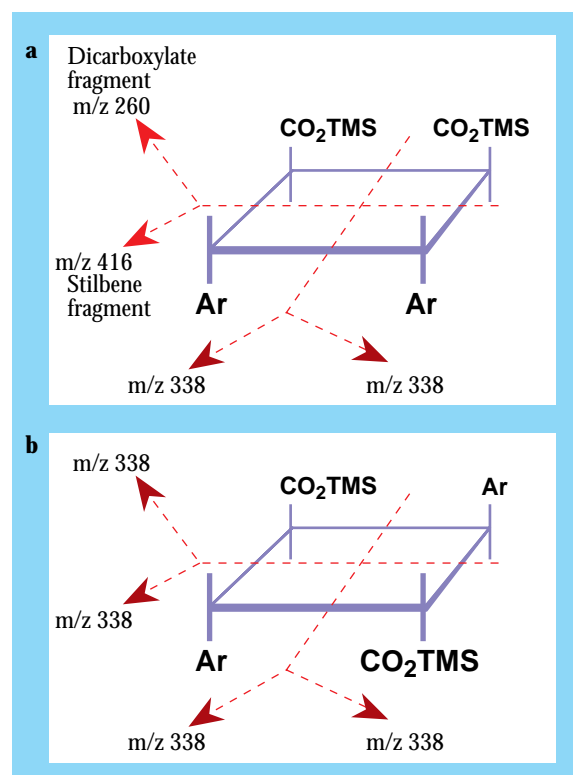 a
Dicarboxylate
fragment
m/z 260
CO2TMS CO2TMS
m/z 416
Stilbene
fragment
Ar Ar
m/z 338 m/z 338
b
m/z 338
CO2TMS Ar
m/z 338
Ar CO2TMS
m/z 338 m/z 338